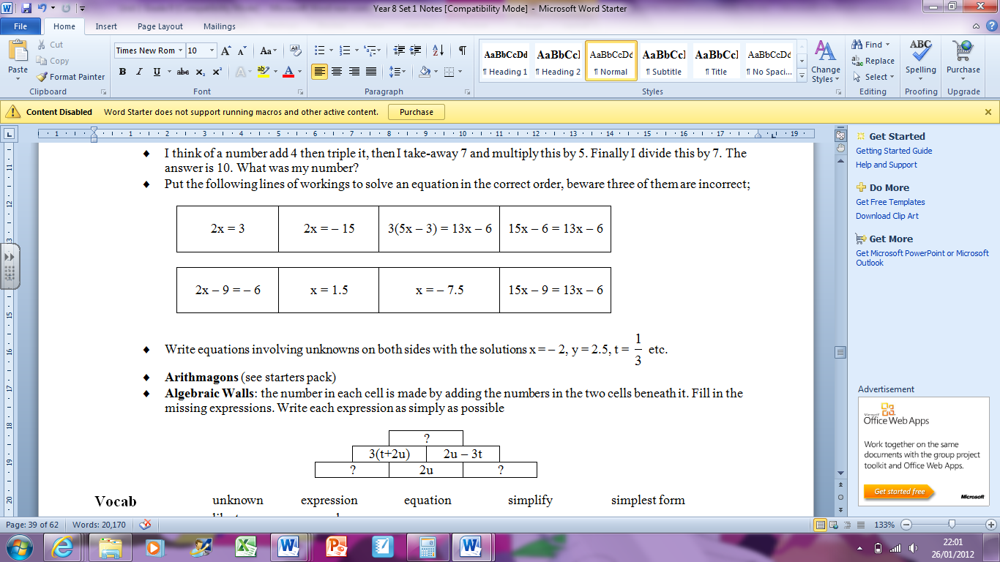 Year 8 Set 1 Notes [Compatibility Mode] - Microsoft Word Starter
File Home Insert Page Layout Mailings
Paste Cut Copy Format Painter
Times New Rom 10
AaBbCcDd AaBbCcI AaBbCcDd AaBbCcI AaBbCcI AaBbCcDd
¶ Heading 1 ¶ Heading 2 ¶ Normal ¶ Subtitle ¶ Title ¶ No Spaci...
Change Styles
Find Replace Select
ABC Spelling Purchase
Clipboard Font Paragraph Styles Editing Proofing Upgrade
Content Disabled Word Starter does not support running macros and other active content. Purchase
I think of a number add 4 then triple it, then I take-away 7 and multiply this by 5. Finally I divide this by 7. The
answer is 10. What was my number?
Put the following lines of workings to solve an equation in the correct order, beware three of them are incorrect;
2x = 3 2x = – 15 3(5x – 3) = 13x – 6 15x – 6 = 13x – 6
2x – 9 = – 6 x = 1.5 x = – 7.5 15x – 9 = 13x – 6
Write equations involving unknowns on both sides with the solutions x = – 2, y = 2.5, t = 1/3 etc.
Arithmagons (see starters pack)
Algebraic Walls: the number in each cell is made by adding the numbers in the two cells beneath it. Fill in the
missing expressions. Write each expression as simply as possible
?
3(t+2u) 2u – 3t
? 2u ?
Vocab unknown expression equation simplify simplest form
Get Started
Getting Started Guide
Help and Support
Do More
Get Free Templates
Download Clip Art
Get More
Get Microsoft PowerPoint or Microsoft
Outlook
Advertisement
Microsoft
Office Web Apps
Work together on the same
documents with the group project
toolkit and Office Web Apps.
Get started free
Microsoft
Page: 39 of 62 Words: 20,170 133%
22:01
26/01/2012